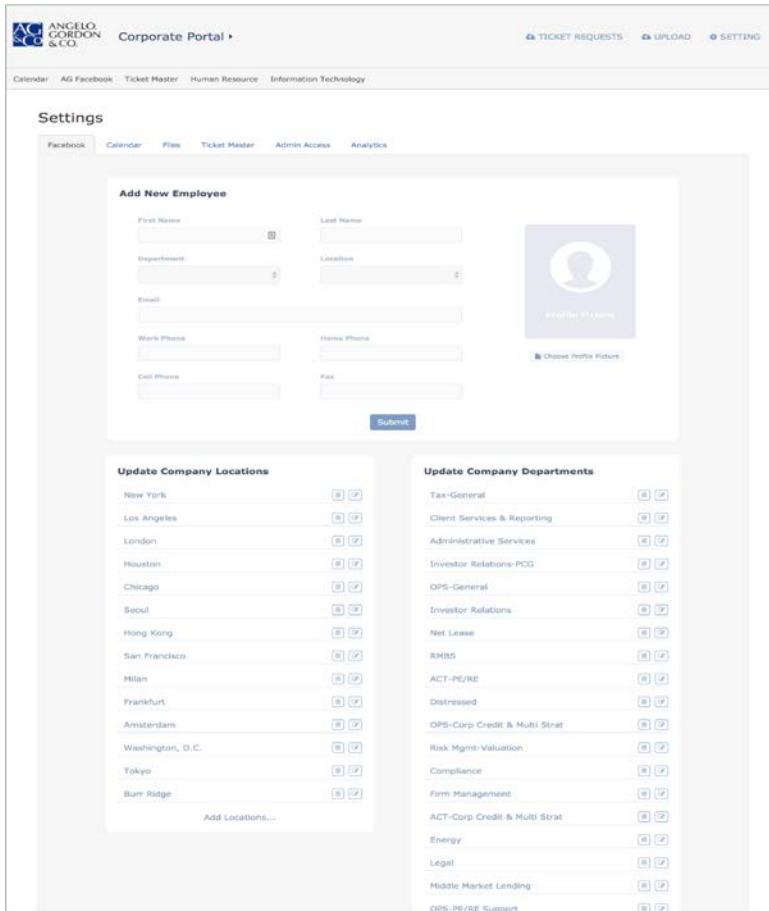 AG
&CO
ANGELO,
GORDON
& CO.
Corporate Portal
TICKET REQUESTS
UPLOAD
SETTING
Calendar
AG Facebook
Ticket Master
Human Resource
Information Technology
Settings
Facebook
Calendar
Files
Ticket Master
Admin Access
Analytics
Add New Employee
First Name
Last Name
Department
Location
Email
Work Phone
Home Phone
Cell Phone
Fax
Profile Picture
Choose Profile Picture
Submit
Update Company Locations
New York
Los Angeles
London
Houston
Chicago
Seoul
Hong Kong
San Francisco
Milan
Frankfurt
Amsterdam
Washington, D.C.
Tokyo
Burr Ridge
Add Locations...
Update Company Departments
Tax-General
Client Services & Reporting
Administrative Services
Investor Relations-PCG
OPS-General
Investor Relations
Net Lease
RMBS
ACT-PE/RE
Distressed
OPS-Corp Credit & Multi Strat
Risk Mgmt-Valuation
Compliance
Firm Management
ACT-Corp Credit & Multi Strat
Energy
Legal
Middle Market Lending
OPS-PE/RE Support